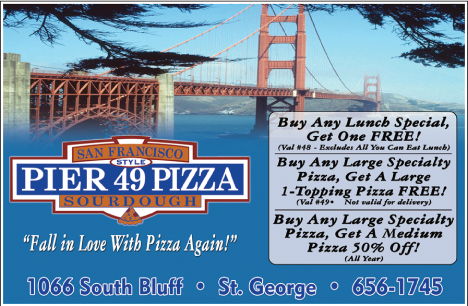 SAN FRANCISCO
STYLE
PIER 49 PIZZA
SOURDOUGH
"Fall in Love With Pizza Again!"
Buy Any Lunch Special,
Get One FREE!
(Val #48 - Excludes All You Can Eat Lunch)
Buy Any Large Specialty
Pizza, Get A Large
1-Topping Pizza FREE!
(Val #49• Not valid for delivery)
Buy Any Large Specialty
Pizza, Get A Medium
Pizza 50% Off!
(All Year)
1066 South Bluff • St. George • 656-1745